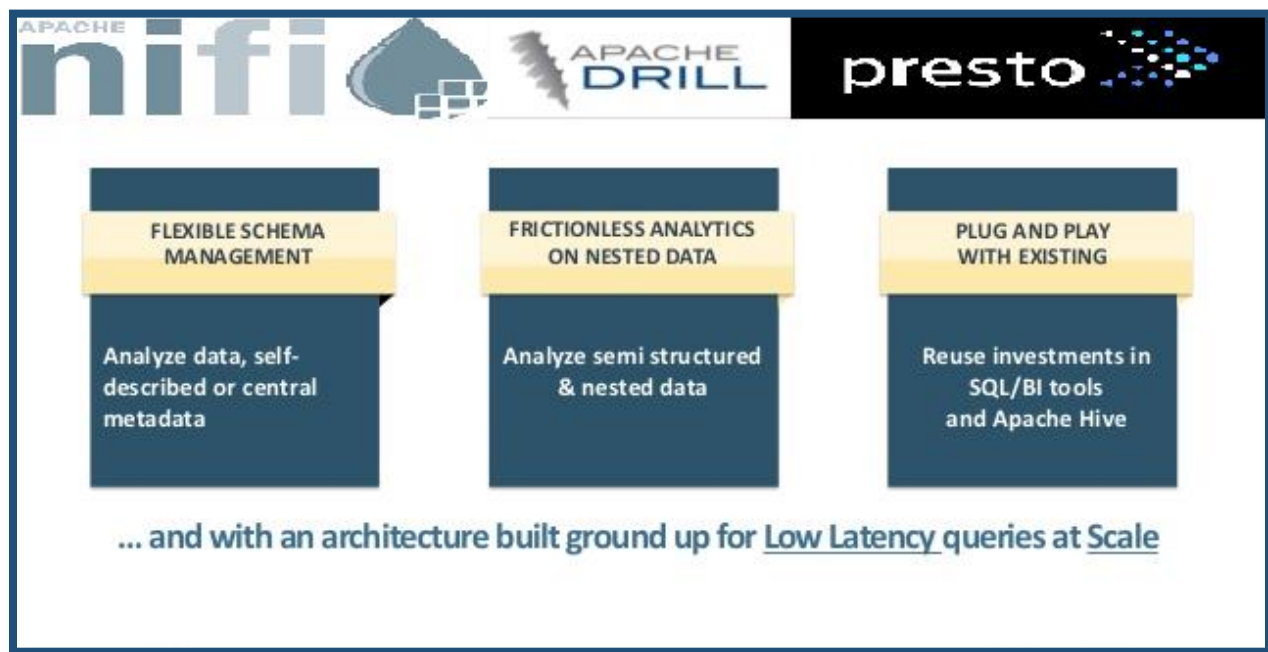 APACHE
nifi
APACHE
DRILL
presto
FLEXIBLE SCHEMA
MANAGEMENT
Analyze data, self-
described or central
metadata
FRICTIONLESS ANALYTICS
ON NESTED DATA
Analyze semi structured
& nested data
PLUG AND PLAY
WITH EXISTING
Reuse investments in
SQL/BI tools
and Apache Hive
... and with an architecture built ground up for Low Latency queries at Scale